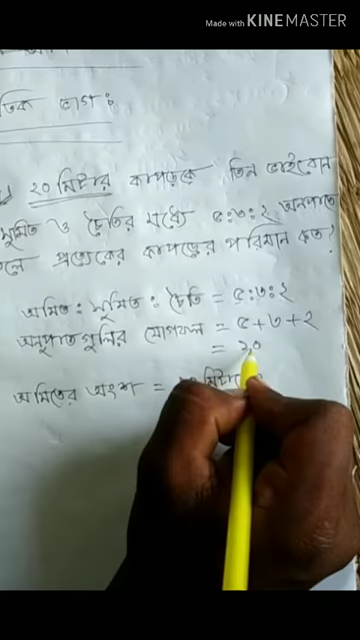 Made with KINEMASTER
তিক ভাগঃ
২০ মিটার কাপড়কে তিন ভাইবোন
সুমিত ও চৈতির মধ্যে ৫:৩:২ অনুপাতে
লে প্রত্যেকের কাপড়ের পরিমান কত?
অমিত : সুমিত : চৈতি = ৫:৩:২
অনুপাতগুলির যোগফল = ৫+৩+২
= ১০
অমিতের অংশ =